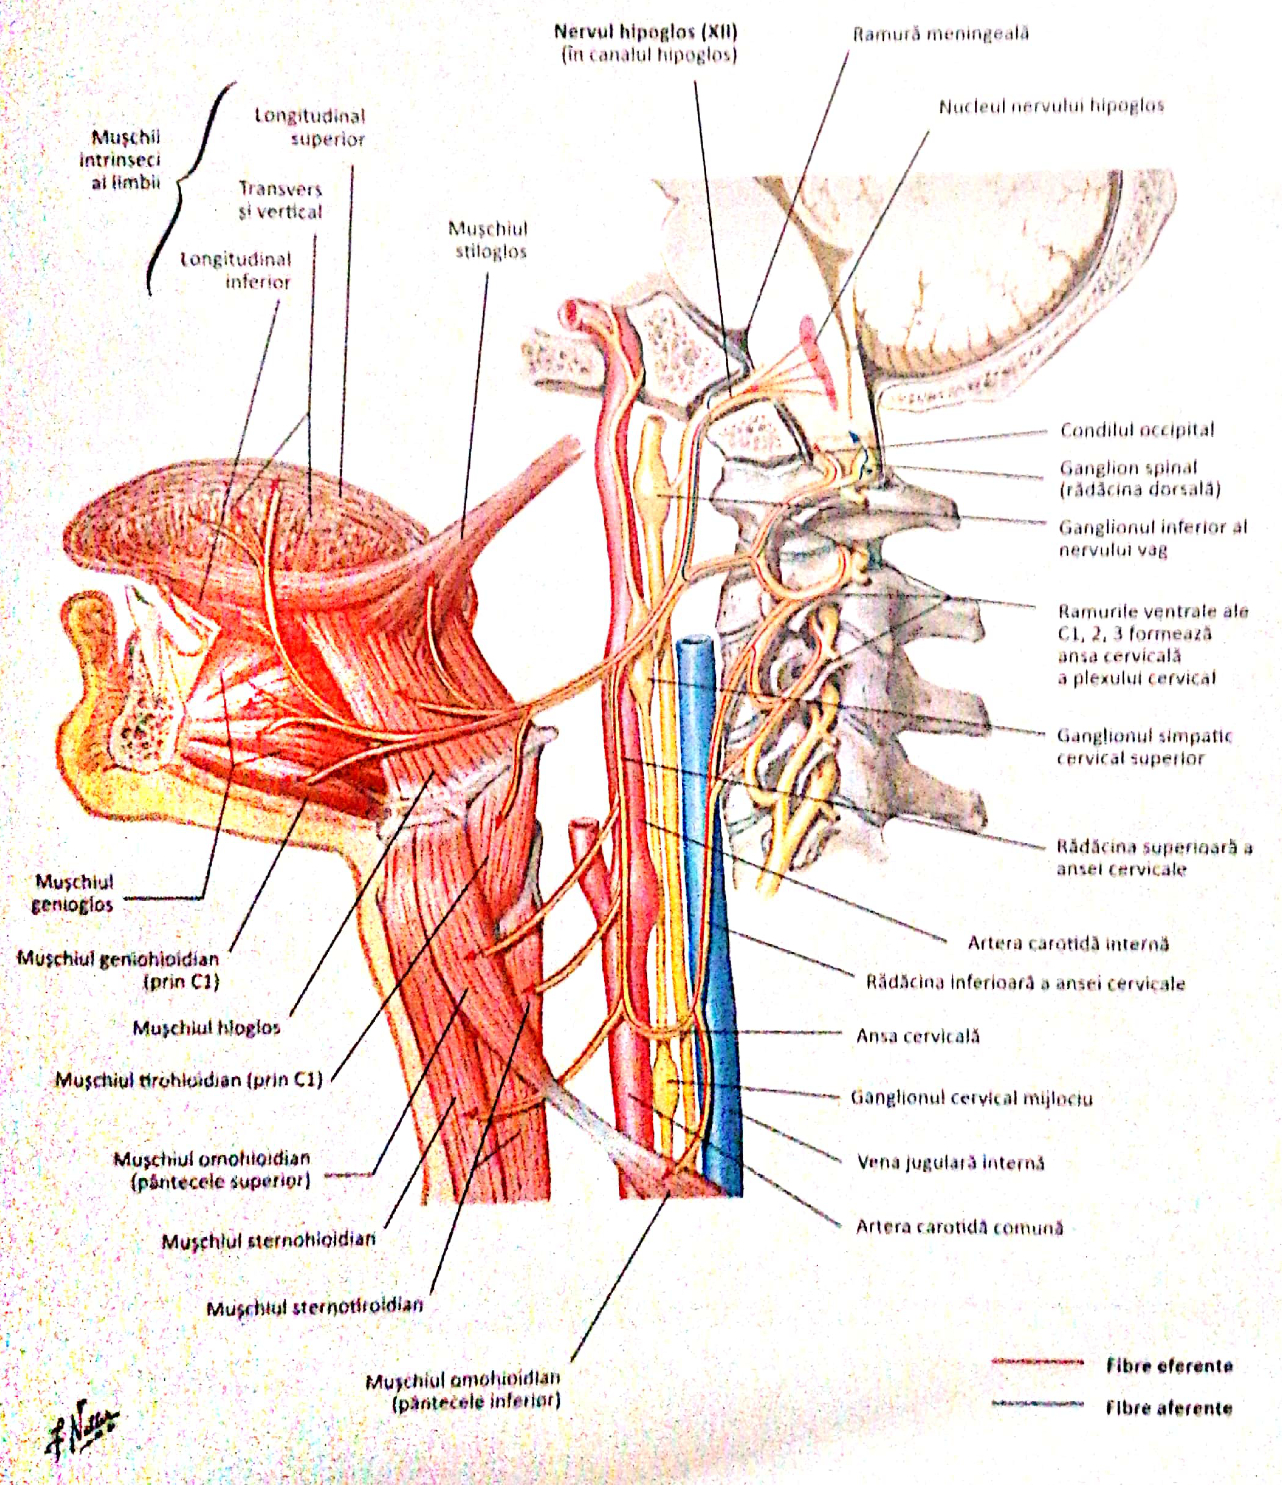 Nervul hipoglos (XII)
(în canalul hipoglos)
Ramură meningeală
Nucleul nervului hipoglos
Mușchii
intrinseci
ai limbii
Longitudinal
superior
Transvers
și vertical
Longitudinal
inferior
Mușchiul
stiloglos
Condilul occipital
Ganglion spinal
(rădăcina dorsală)
Ganglionul inferior al
nervului vag
Ramurile ventrale ale
C1, 2, 3 formează
ansa cervicală
a plexului cervical
Ganglionul simpatic
cervical superior
Rădăcina superioară a
ansei cervicale
Artera carotidă internă
Rădăcina inferioară a ansei cervicale
Ansa cervicală
Ganglionul cervical mijlociu
Vena jugulară internă
Artera carotidă comună
Mușchiul
genioglos
Mușchiul geniohioidian
(prin C1)
Mușchiul hioglos
Mușchiul tirohioidian (prin C1)
Mușchiul omohioidian
(pântecele superior)
Mușchiul sternohioidian
Mușchiul sternotiroidian
Mușchiul omohioidian
(pântecele inferior)
Fibre eferente
Fibre aferente
F. Netter